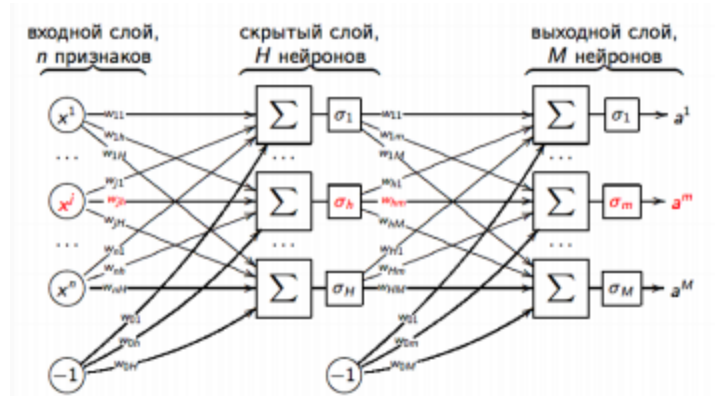 входной слой,
n признаков
скрытый слой,
H нейронов
выходной слой,
M нейронов
x¹ w₁₁ Σ σ₁ w₁₁ Σ σ₁ a¹
w₁ₕ w₁ₘ
w₁H w₁M
... ... ...
wⱼ₁ wₕ₁
xʲ wⱼₕ Σ σₕ wₕₘ Σ σₘ aᵐ
wⱼH wₕM
... ... ...
wₙ₁ wH₁
wₙₕ wHₘ
xⁿ wₙH Σ σH wHM Σ σM aᴹ
w₀₁ w₀₁
w₀ₕ w₀ₘ
w₀H w₀M
−1 −1